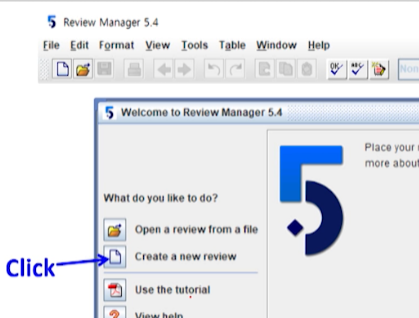 5 Review Manager 5.4
File Edit Format View Tools Table Window Help
Non
5 Welcome to Review Manager 5.4
Place your
more about
What do you like to do?
Open a review from a file
Create a new review
Click
Use the tutorial
View help